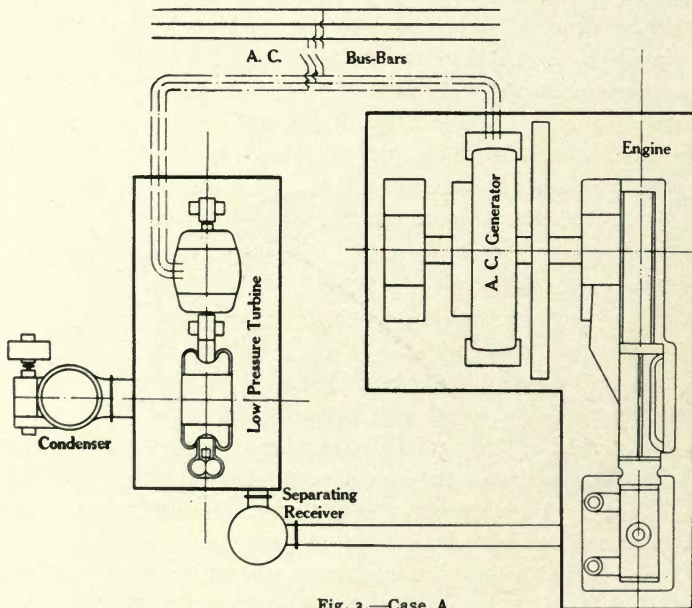 A. C. Bus-Bars
Engine
A. C. Generator
Low Pressure Turbine
Condenser
Separating
Receiver
Fig. 3.—Case A